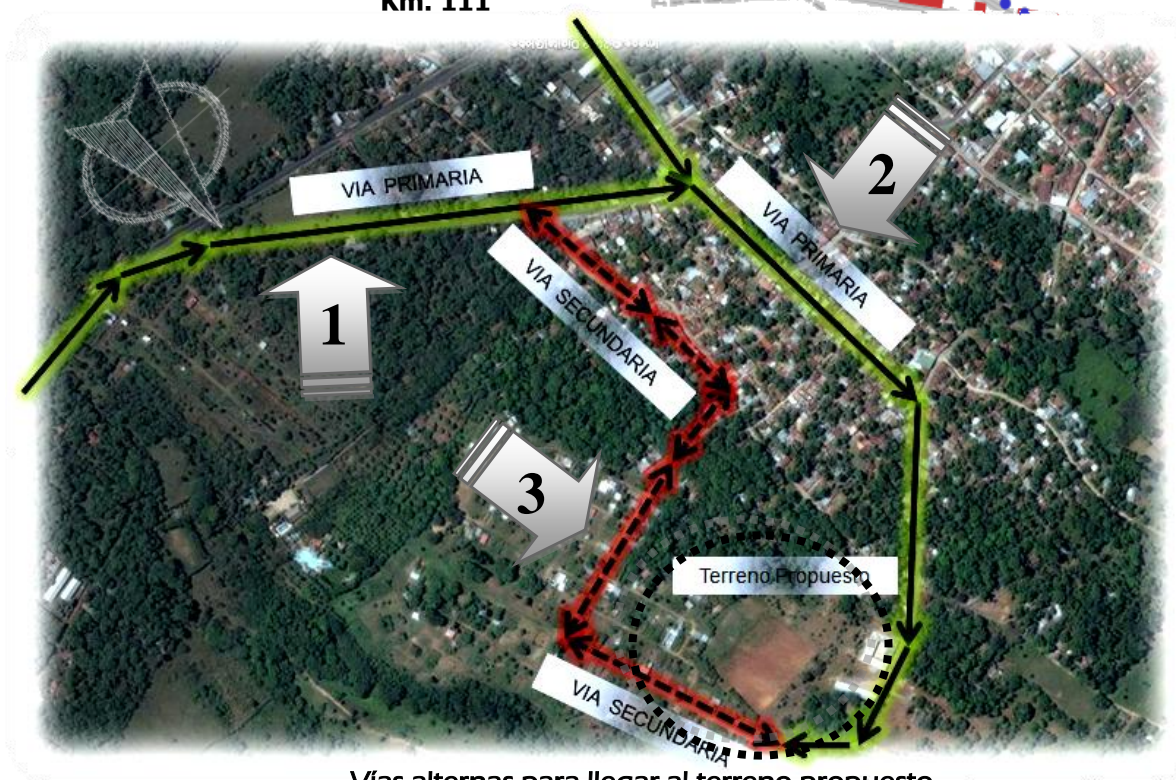 Km. 111
VIA PRIMARIA
2
VIA PRIMARIA
VIA SECUNDARIA
1
3
Terreno Propuesto
VIA SECUNDARIA
Vías alternas para llegar al terreno propuesto